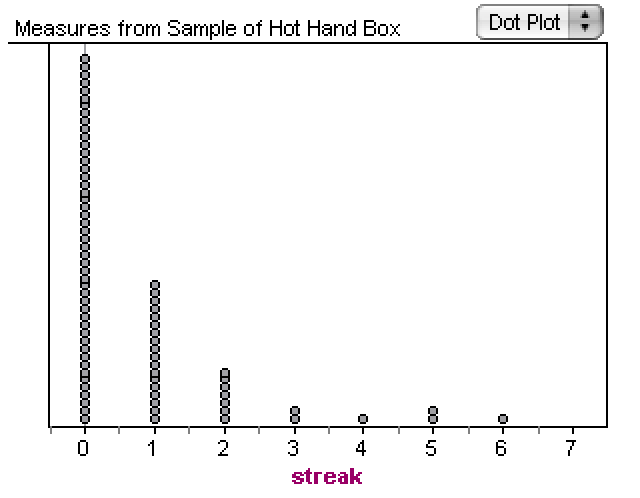 Measures from Sample of Hot Hand Box
Dot Plot
0 1 2 3 4 5 6 7
streak